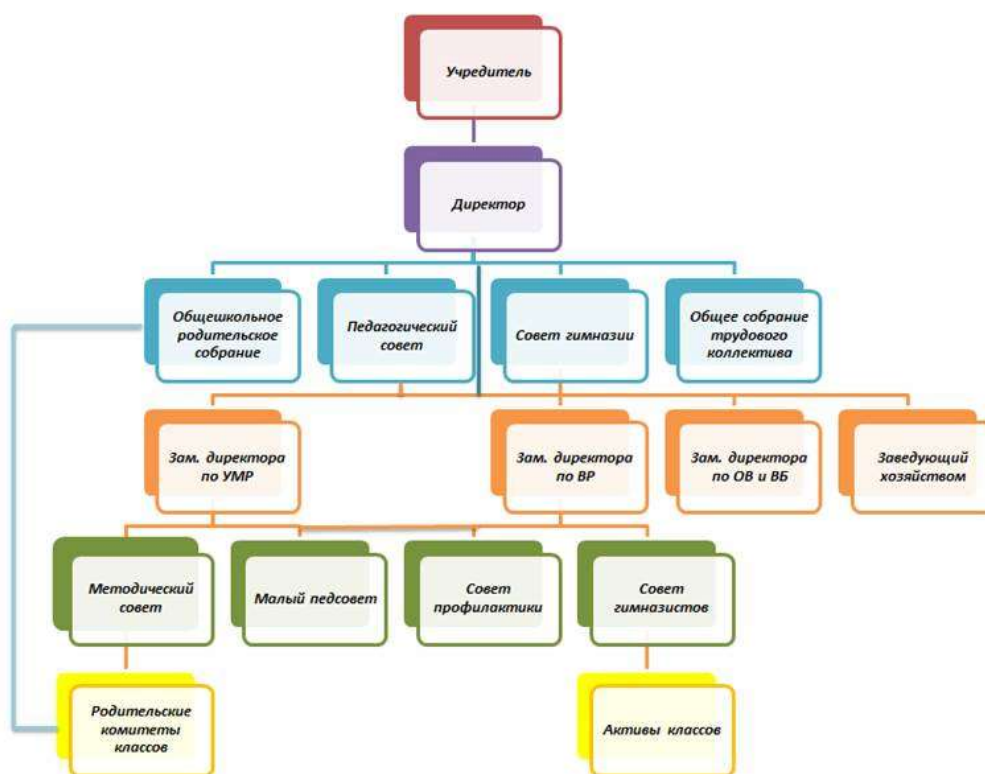 Учредитель
Директор
Общешкольное
родительское
собрание
Педагогический
совет
Совет гимназии
Общее собрание
трудового
коллектива
Зам. директора
по УМР
Зам. директора
по ВР
Зам. директора
по ОВ и ВБ
Заведующий
хозяйством
Методический
совет
Малый педсовет
Совет
профилактики
Совет
гимназистов
Родительские
комитеты
классов
Активы классов